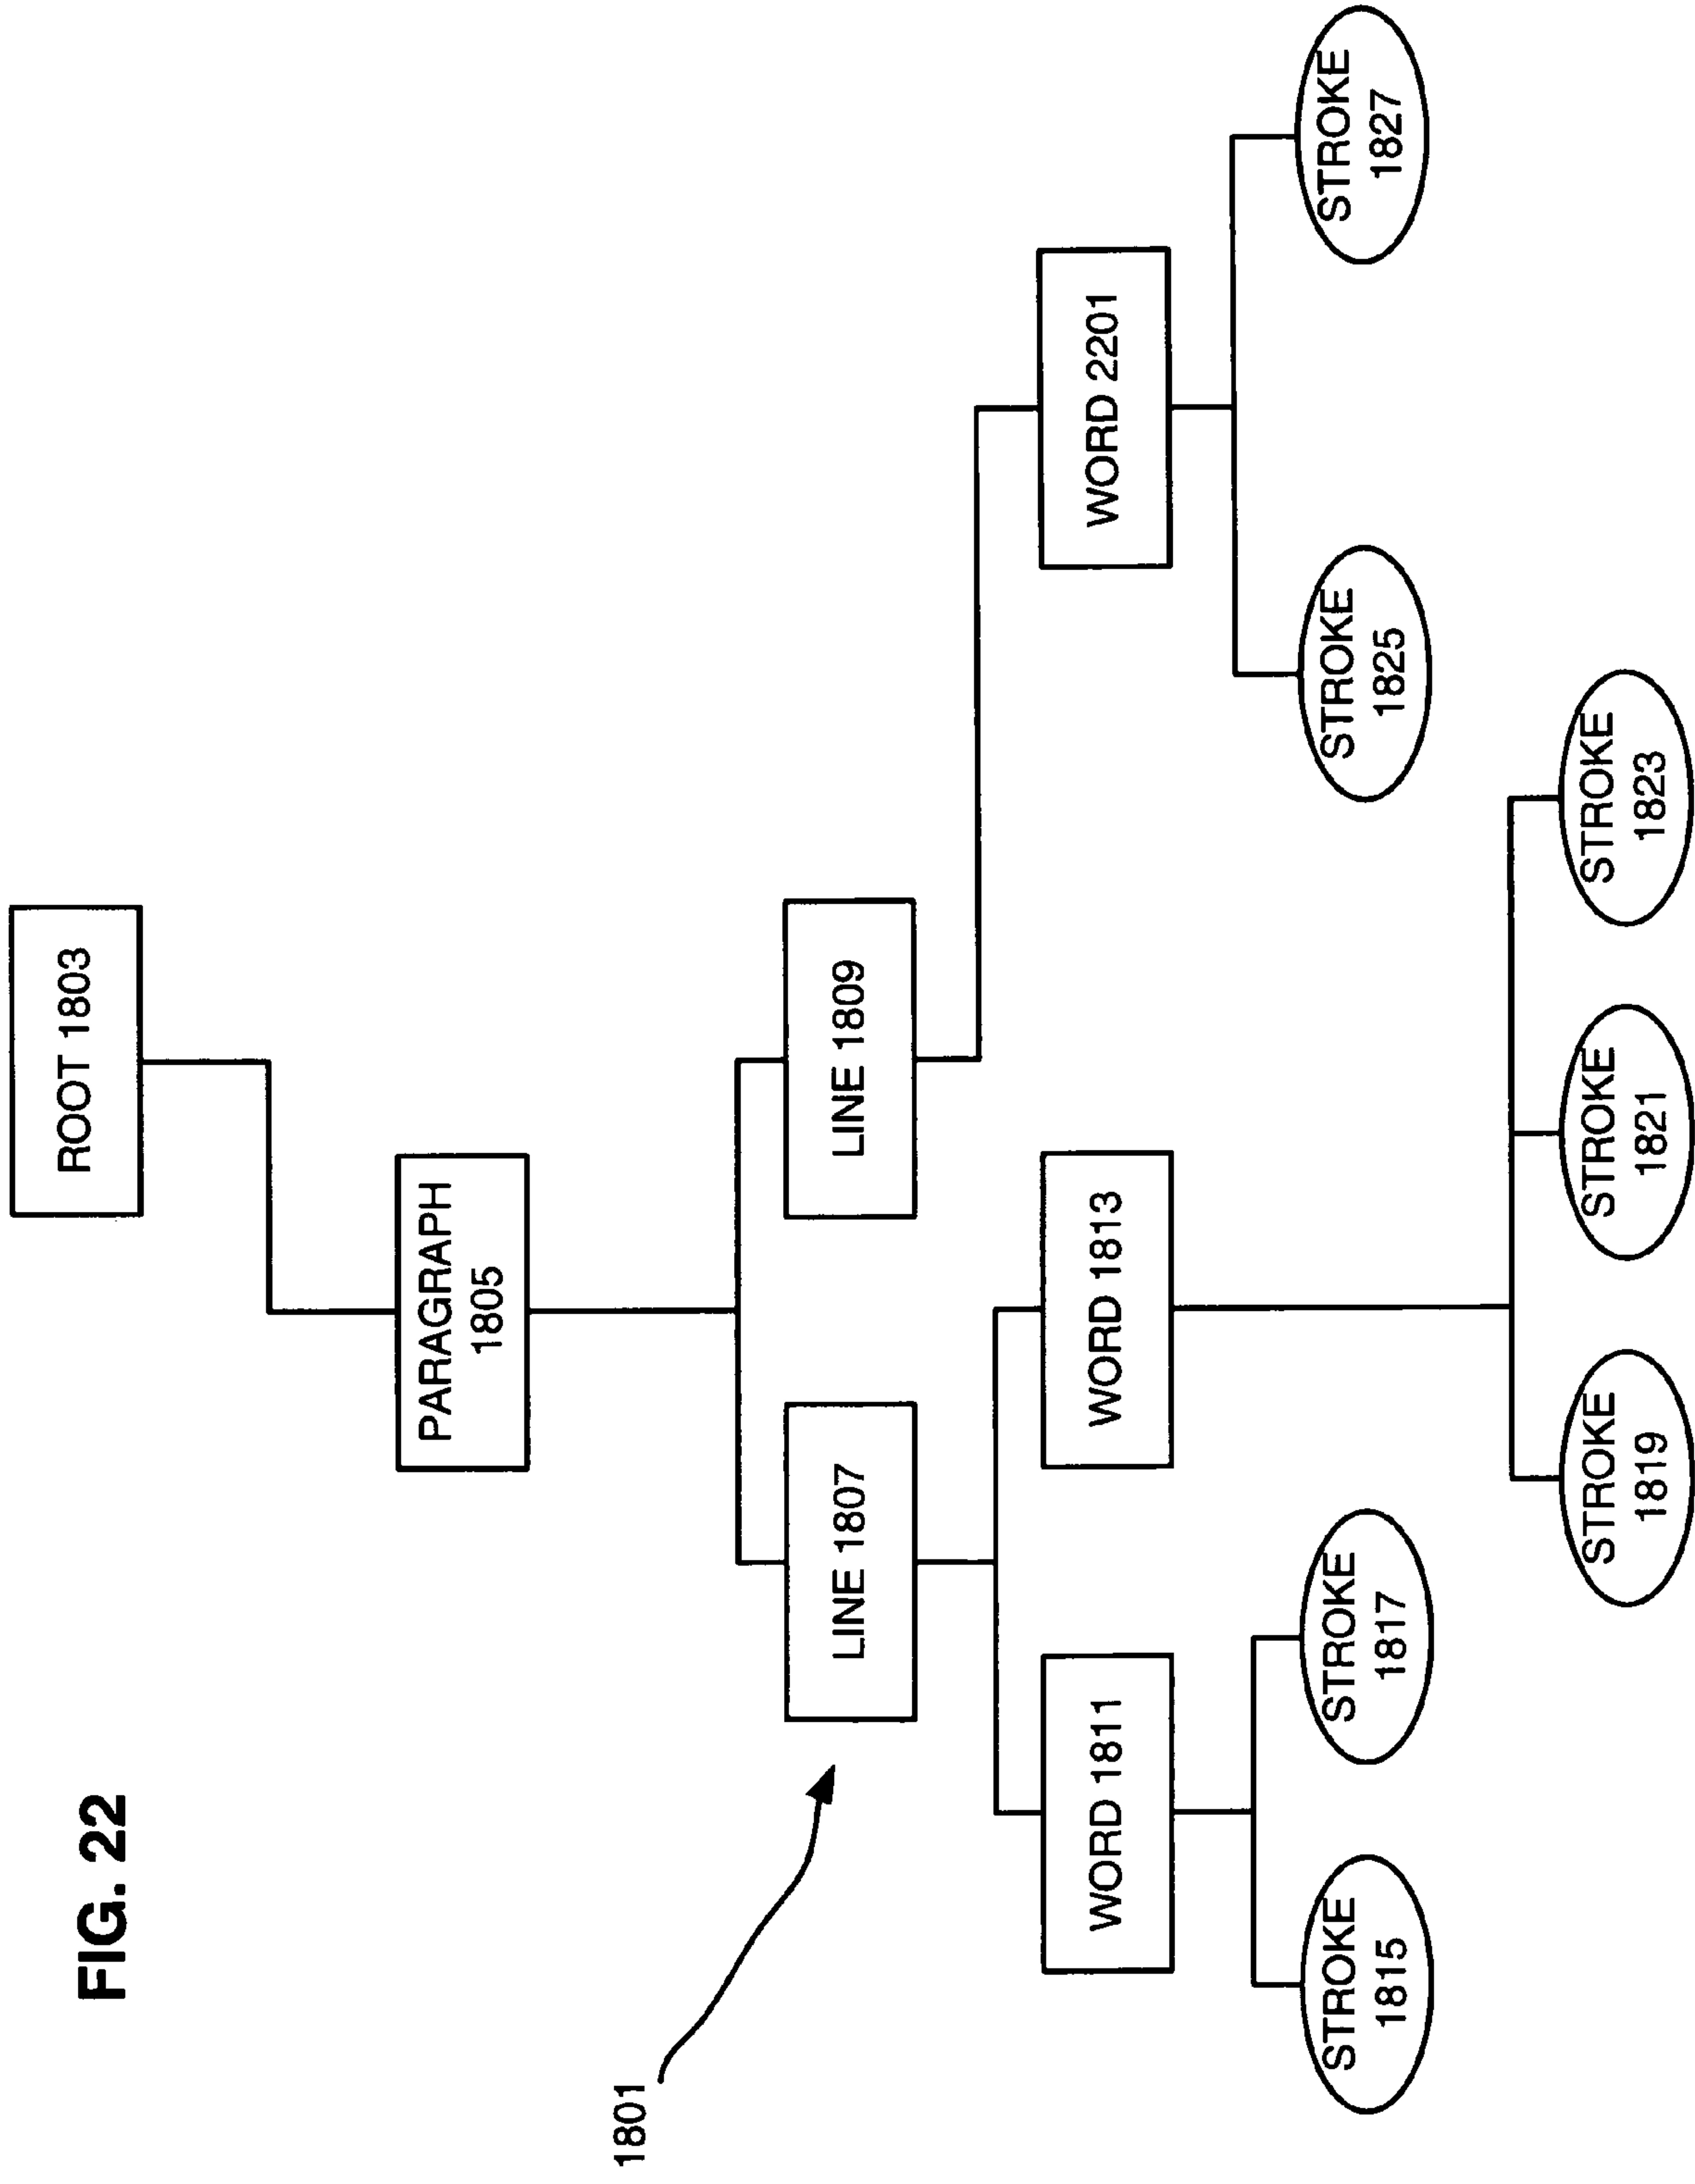 FIG. 22
1801
ROOT 1803
PARAGRAPH
1805
LINE 1807
LINE 1809
WORD 1811
WORD 1813
WORD 2201
STROKE
1815
STROKE
1817
STROKE
1825
STROKE
1827
STROKE
1819
STROKE
1821
STROKE
1823